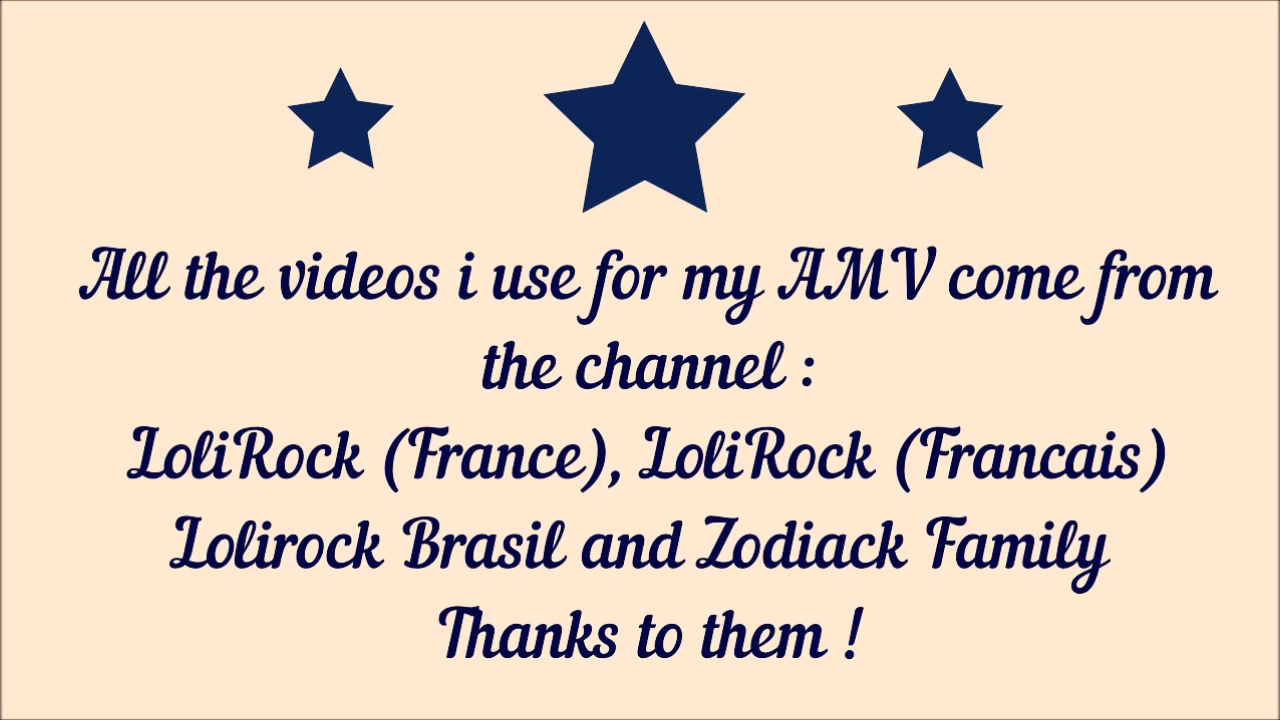 All the videos i use for my AMV come from
the channel :
LoliRock (France), LoliRock (Francais)
Lolirock Brasil and Zodiack Family
Thanks to them !